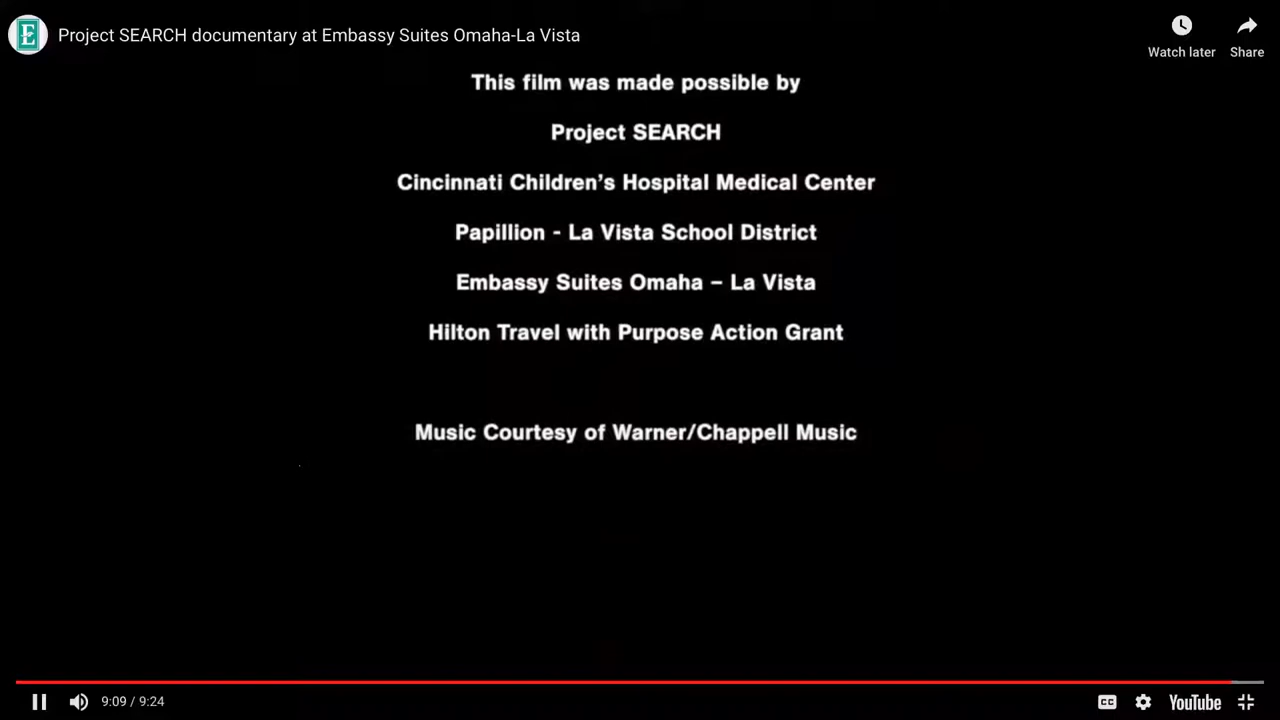 E
Project SEARCH documentary at Embassy Suites Omaha-La Vista
Watch later
Share
This film was made possible by
Project SEARCH
Cincinnati Children’s Hospital Medical Center
Papillion - La Vista School District
Embassy Suites Omaha – La Vista
Hilton Travel with Purpose Action Grant
Music Courtesy of Warner/Chappell Music
9:09 / 9:24
CC
YouTube